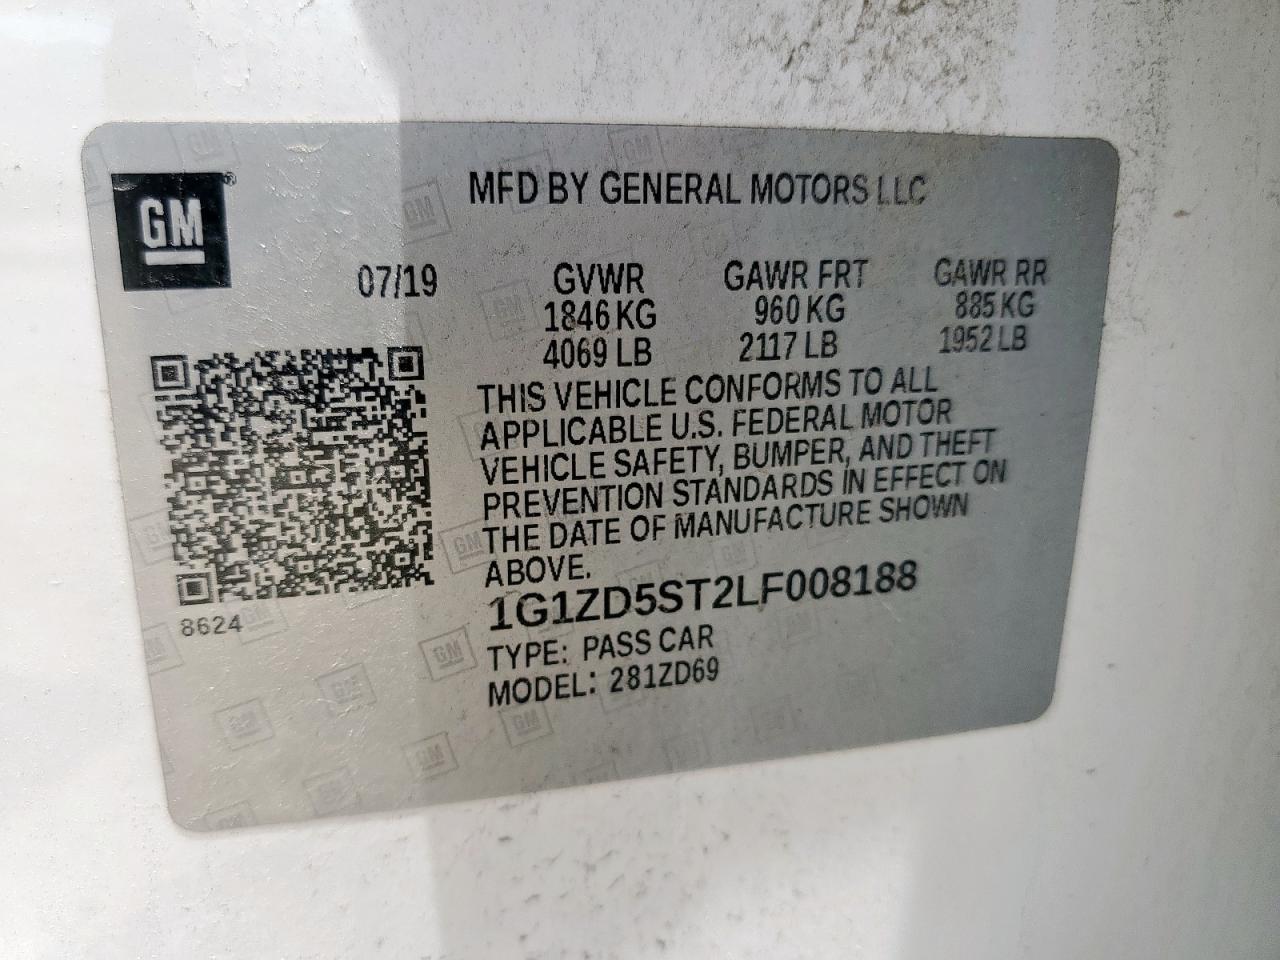 GM®
MFD BY GENERAL MOTORS LLC
07/19 GVWR GAWR FRT GAWR RR
1846 KG 960 KG 885 KG
4069 LB 2117 LB 1952 LB
THIS VEHICLE CONFORMS TO ALL
APPLICABLE U.S. FEDERAL MOTOR
VEHICLE SAFETY, BUMPER, AND THEFT
PREVENTION STANDARDS IN EFFECT ON
THE DATE OF MANUFACTURE SHOWN
ABOVE.
1G1ZD5ST2LF008188
8624
TYPE: PASS CAR
MODEL: 281ZD69